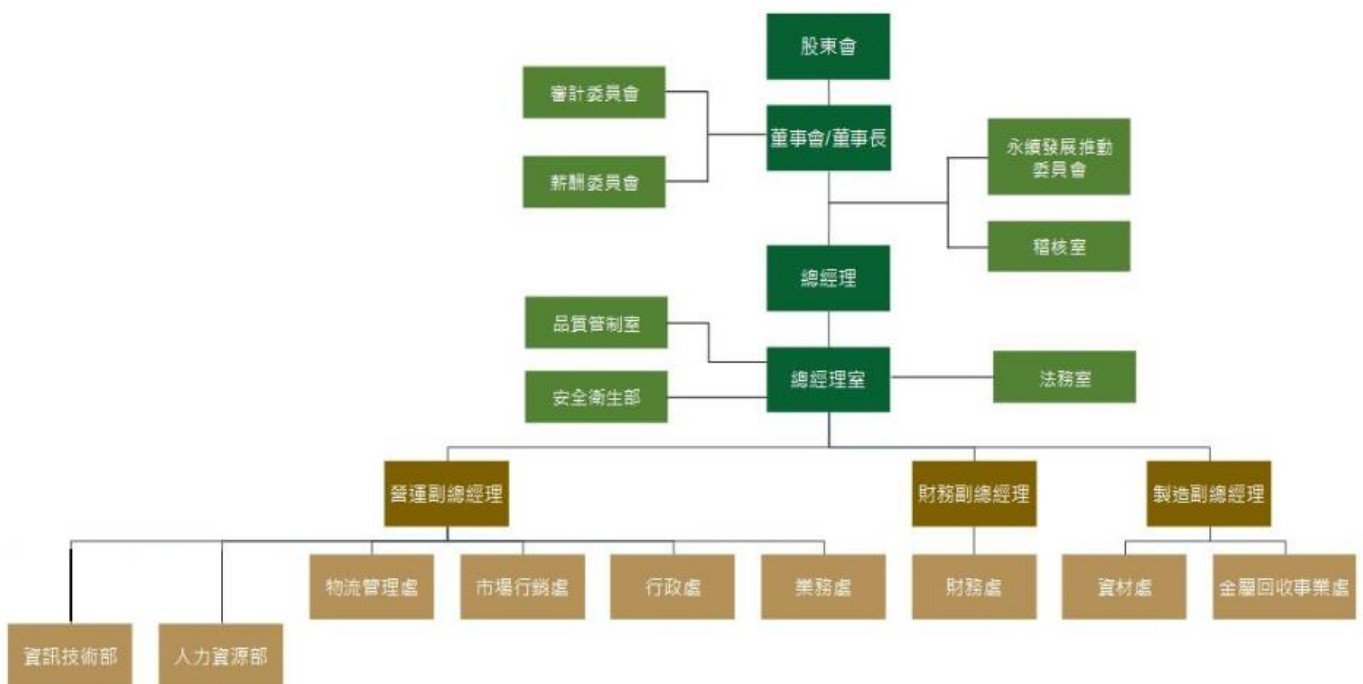 股東會
審計委員會
董事會/董事長
永續發展推動
委員會
薪酬委員會
稽核室
總經理
品質管制室
總經理室
法務室
安全衛生部
營運副總經理
財務副總經理
製造副總經理
物流管理處
市場行銷處
行政處
業務處
財務處
資材處
金屬回收事業處
資訊技術部
人力資源部